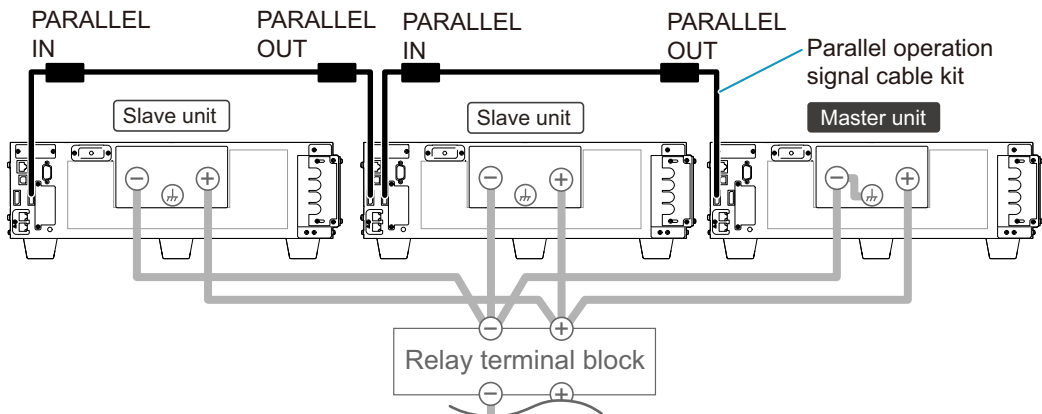 PARALLEL
IN
PARALLEL
OUT
PARALLEL
IN
PARALLEL
OUT
Parallel operation
signal cable kit
Slave unit
Slave unit
Master unit
− +
− +
− +
− +
Relay terminal block
− +